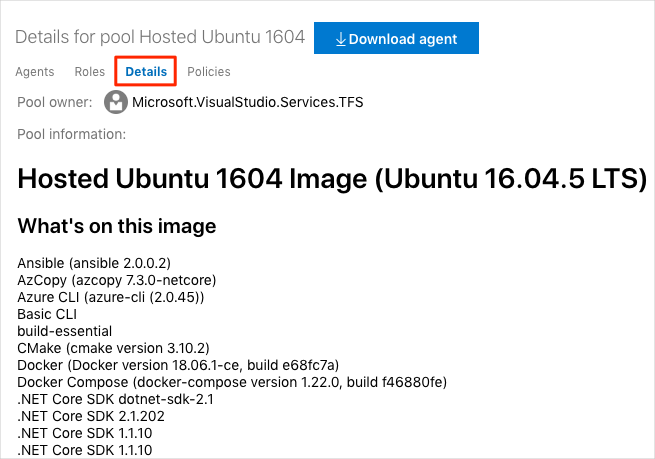 Details for pool Hosted Ubuntu 1604
Download agent
Agents Roles Details Policies
Pool owner: Microsoft.VisualStudio.Services.TFS
Pool information:
Hosted Ubuntu 1604 Image (Ubuntu 16.04.5 LTS)
What's on this image
Ansible (ansible 2.0.0.2)
AzCopy (azcopy 7.3.0-netcore)
Azure CLI (azure-cli (2.0.45))
Basic CLI
build-essential
CMake (cmake version 3.10.2)
Docker (Docker version 18.06.1-ce, build e68fc7a)
Docker Compose (docker-compose version 1.22.0, build f46880fe)
.NET Core SDK dotnet-sdk-2.1
.NET Core SDK 2.1.202
.NET Core SDK 1.1.10
.NET Core SDK 1.1.10